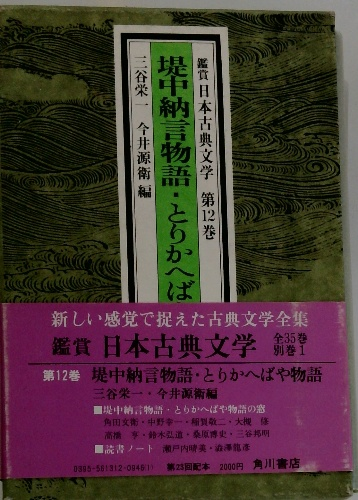 鑑賞 日本古典文学 第12巻
堤中納言物語・とりかへば
三谷栄一 今井源衛 編
新しい感覚で捉えた古典文学全集
鑑賞 日本古典文学 全35巻 別巻1
第12巻 堤中納言物語・とりかへばや物語
三谷栄一・今井源衛編
■堤中納言物語・とりかへばや物語の窓
角田文衛・中野幸一・稲賀敬二・大槻 修
高橋 亨・鈴木弘道・桑原博史・三谷邦明
■読書ノート 瀬戸内晴美・澁澤龍彦
0395-581312-0946(1) 第23回配本 2000円 角川書店